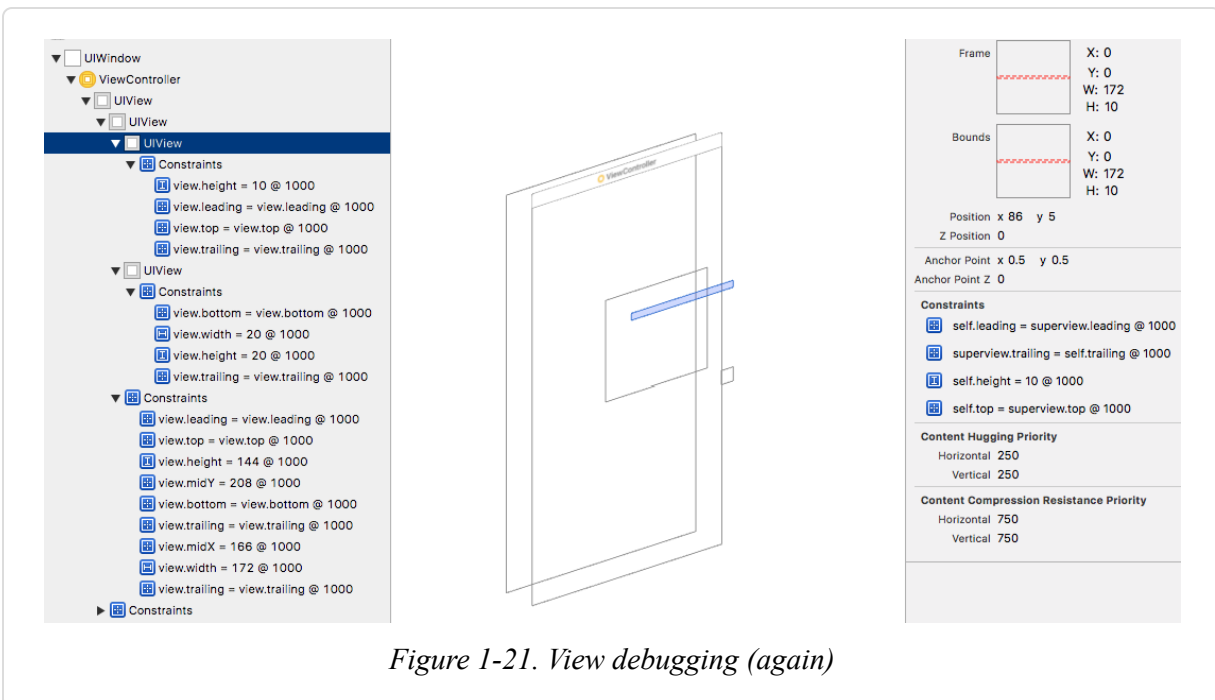 UIWindow
ViewController
UIView
UIView
UIView
Constraints
view.height = 10 @ 1000
view.leading = view.leading @ 1000
view.top = view.top @ 1000
view.trailing = view.trailing @ 1000
UIView
Constraints
view.bottom = view.bottom @ 1000
view.width = 20 @ 1000
view.height = 20 @ 1000
view.trailing = view.trailing @ 1000
Constraints
view.leading = view.leading @ 1000
view.top = view.top @ 1000
view.height = 144 @ 1000
view.midY = 208 @ 1000
view.bottom = view.bottom @ 1000
view.trailing = view.trailing @ 1000
view.midX = 166 @ 1000
view.width = 172 @ 1000
view.trailing = view.trailing @ 1000
Constraints
ViewController
Frame X: 0
Y: 0
W: 172
H: 10
Bounds X: 0
Y: 0
W: 172
H: 10
Position x 86 y 5
Z Position 0
Anchor Point x 0.5 y 0.5
Anchor Point Z 0
Constraints
self.leading = superview.leading @ 1000
superview.trailing = self.trailing @ 1000
self.height = 10 @ 1000
self.top = superview.top @ 1000
Content Hugging Priority
Horizontal 250
Vertical 250
Content Compression Resistance Priority
Horizontal 750
Vertical 750
Figure 1-21. View debugging (again)